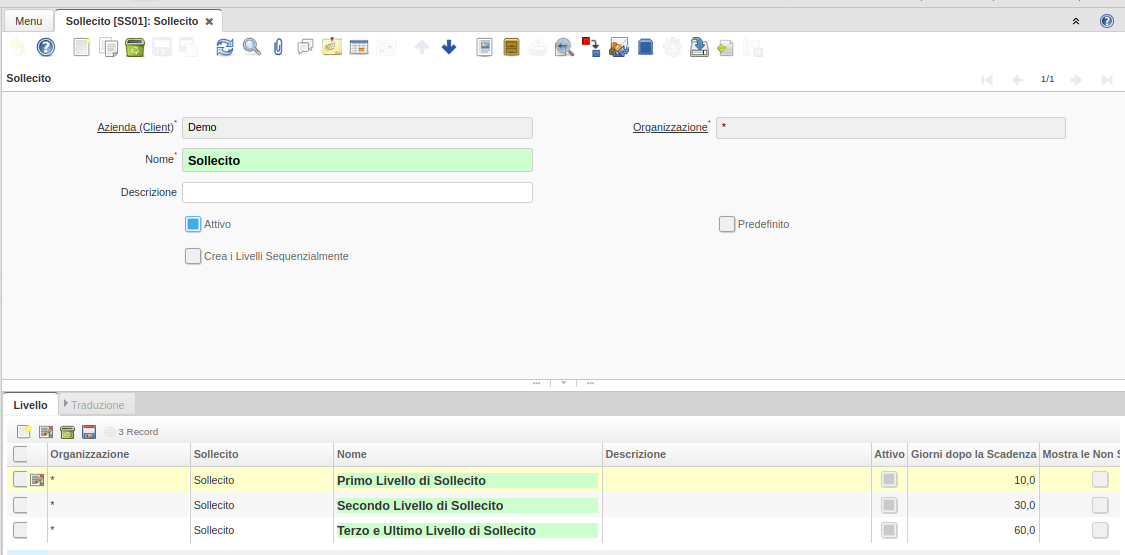 Menu
Sollecito [SS01]: Sollecito
Sollecito
1/1
Azienda (Client)* Demo
Organizzazione* *
Nome* Sollecito
Descrizione
Attivo
Predefinito
Crea i Livelli Sequenzialmente
Livello
Traduzione
3 Record
Organizzazione Sollecito Nome Descrizione Attivo Giorni dopo la Scadenza Mostra le Non S
* Sollecito Primo Livello di Sollecito 10,0
* Sollecito Secondo Livello di Sollecito 30,0
* Sollecito Terzo e Ultimo Livello di Sollecito 60,0